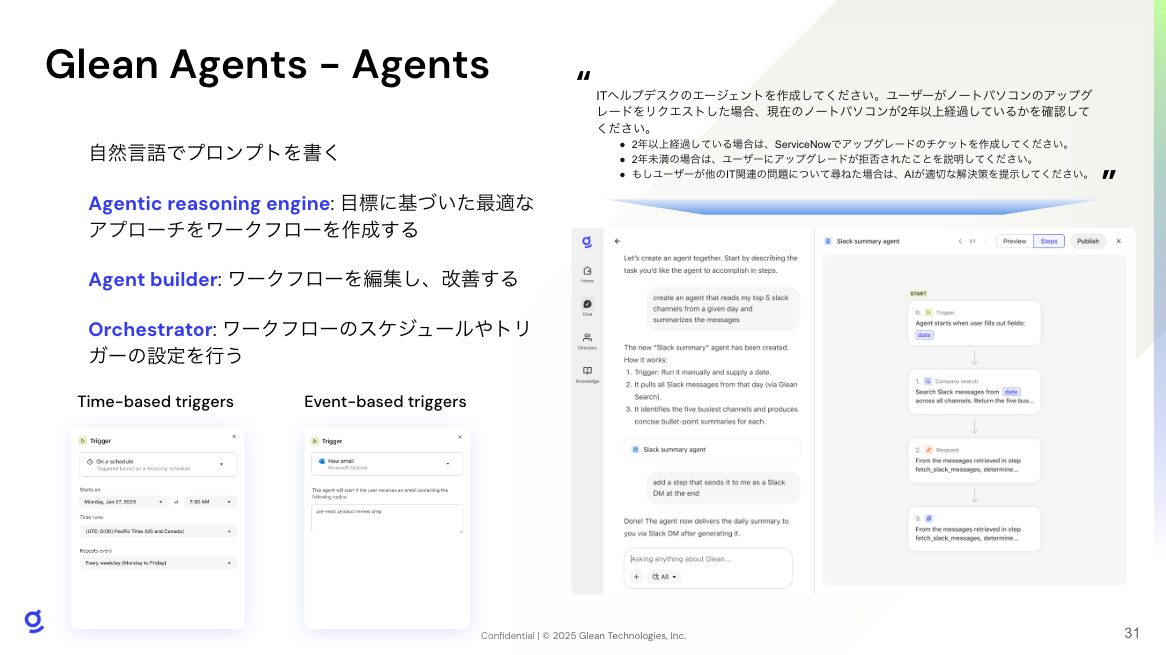 Glean Agents – Agents
自然言語でプロンプトを書く
Agentic reasoning engine: 目標に基づいた最適な
アプローチをワークフローを作成する
Agent builder: ワークフローを編集し、改善する
Orchestrator: ワークフローのスケジュールやトリ
ガーの設定を行う
Time-based triggers
Trigger
On a schedule
Triggered based on a recurring schedule
Starts on
Monday, Jan 27, 2025
at
7:30 AM
Time zone
(UTC-8:00) Pacific Time (US and Canada)
Repeats every
Every weekday (Monday to Friday)
Event-based triggers
Trigger
New email
Microsoft Outlook
This agent will start if the user receives an email containing the
following topics:
pre-read, product review prep
“
ITヘルプデスクのエージェントを作成してください。ユーザーがノートパソコンのアップグ
レードをリクエストした場合、現在のノートパソコンが2年以上経過しているかを確認して
ください。
● 2年以上経過している場合は、ServiceNowでアップグレードのチケットを作成してください。
● 2年未満の場合は、ユーザーにアップグレードが拒否されたことを説明してください。
● もしユーザーが他のIT関連の問題について尋ねた場合は、AIが適切な解決策を提示してください。
”
Home
Chat
Directory
Knowledge
Let's create an agent together. Start by describing the
task you'd like the agent to accomplish in steps.
create an agent that reads my top 5 slack
channels from a given day and
summarizes the messages
The new “Slack summary” agent has been created.
How it works:
1. Trigger: Run it manually and supply a date.
2. It pulls all Slack messages from that day (via Glean
Search).
3. It identifies the five busiest channels and produces
concise bullet-point summaries for each.
Slack summary agent
add a step that sends it to me as a Slack
DM at the end
Done! The agent now delivers the daily summary to
you via Slack DM after generating it.
Asking anything about Glean...
+
All
Slack summary agent
V1
Preview
Steps
Publish
START
0. Trigger
Agent starts when user fills out fields:
date
1. Company search
Search Slack messages from date
across all channels. Return the five bus...
2. Respond
From the messages retrieved in step
fetch_slack_messages, determine...
3.
From the messages retrieved in step
fetch_slack_messages, determine...
Confidential | © 2025 Glean Technologies, Inc.
31